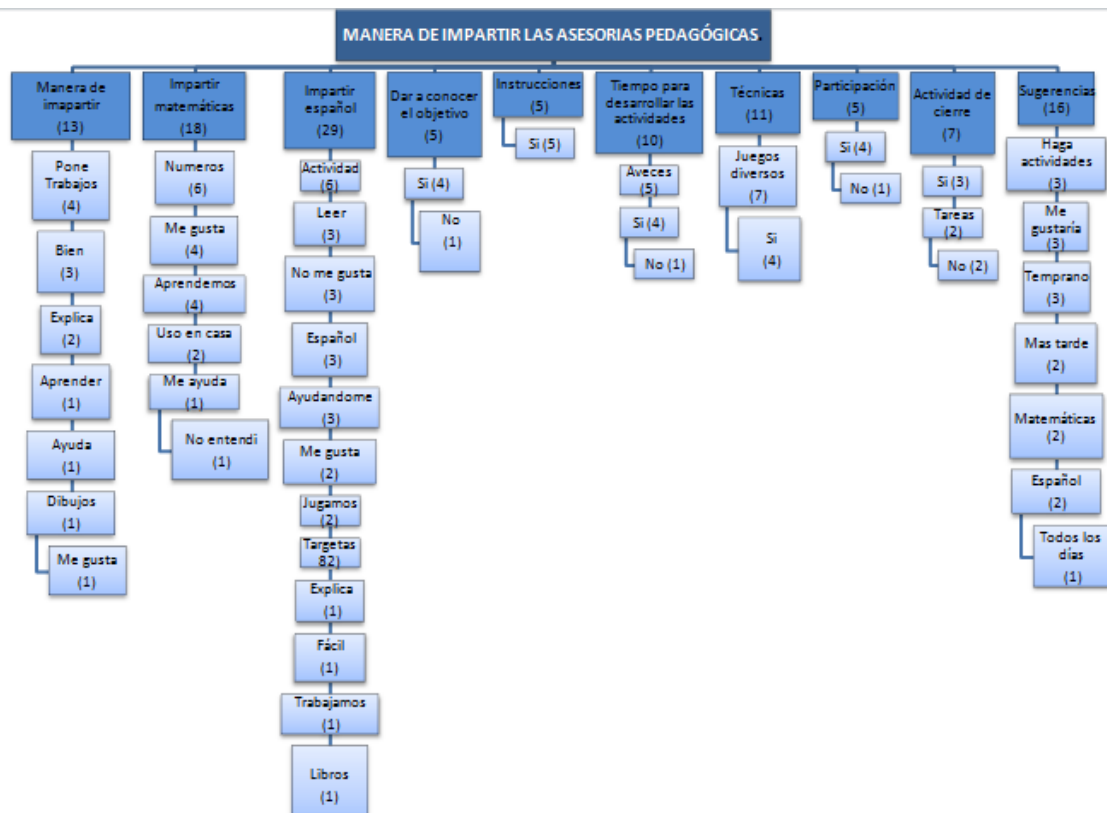 MANERA DE IMPARTIR LAS ASESORIAS PEDAGÓGICAS.
Manera de
imapartir
(13)
Pone
Trabajos
(4)
Bien
(3)
Explica
(2)
Aprender
(1)
Ayuda
(1)
Dibujos
(1)
Me gusta
(1)
Impartir
matemáticas
(18)
Numeros
(6)
Me gusta
(4)
Aprendemos
(4)
Uso en casa
(2)
Me ayuda
(1)
No entendi
(1)
Impartir
español
(29)
Actividad
(6)
Leer
(3)
No me gusta
(3)
Español
(3)
Ayudandome
(3)
Me gusta
(2)
Jugamos
(2)
Targetas
82)
Explica
(1)
Fácil
(1)
Trabajamos
(1)
Libros
(1)
Dar a conocer
el objetivo
(5)
Si (4)
No
(1)
Instrucciones
(5)
Si (5)
Tiempo para
desarrollar las
actividades
(10)
Aveces
(5)
Si (4)
No (1)
Técnicas
(11)
Juegos
diversos
(7)
Si
(4)
Participación
(5)
Si (4)
No (1)
Actividad de
cierre
(7)
Si (3)
Tareas
(2)
No (2)
Sugerencias
(16)
Haga
actividades
(3)
Me
gustaría
(3)
Temprano
(3)
Mas tarde
(2)
Matemáticas
(2)
Español
(2)
Todos los
días
(1)